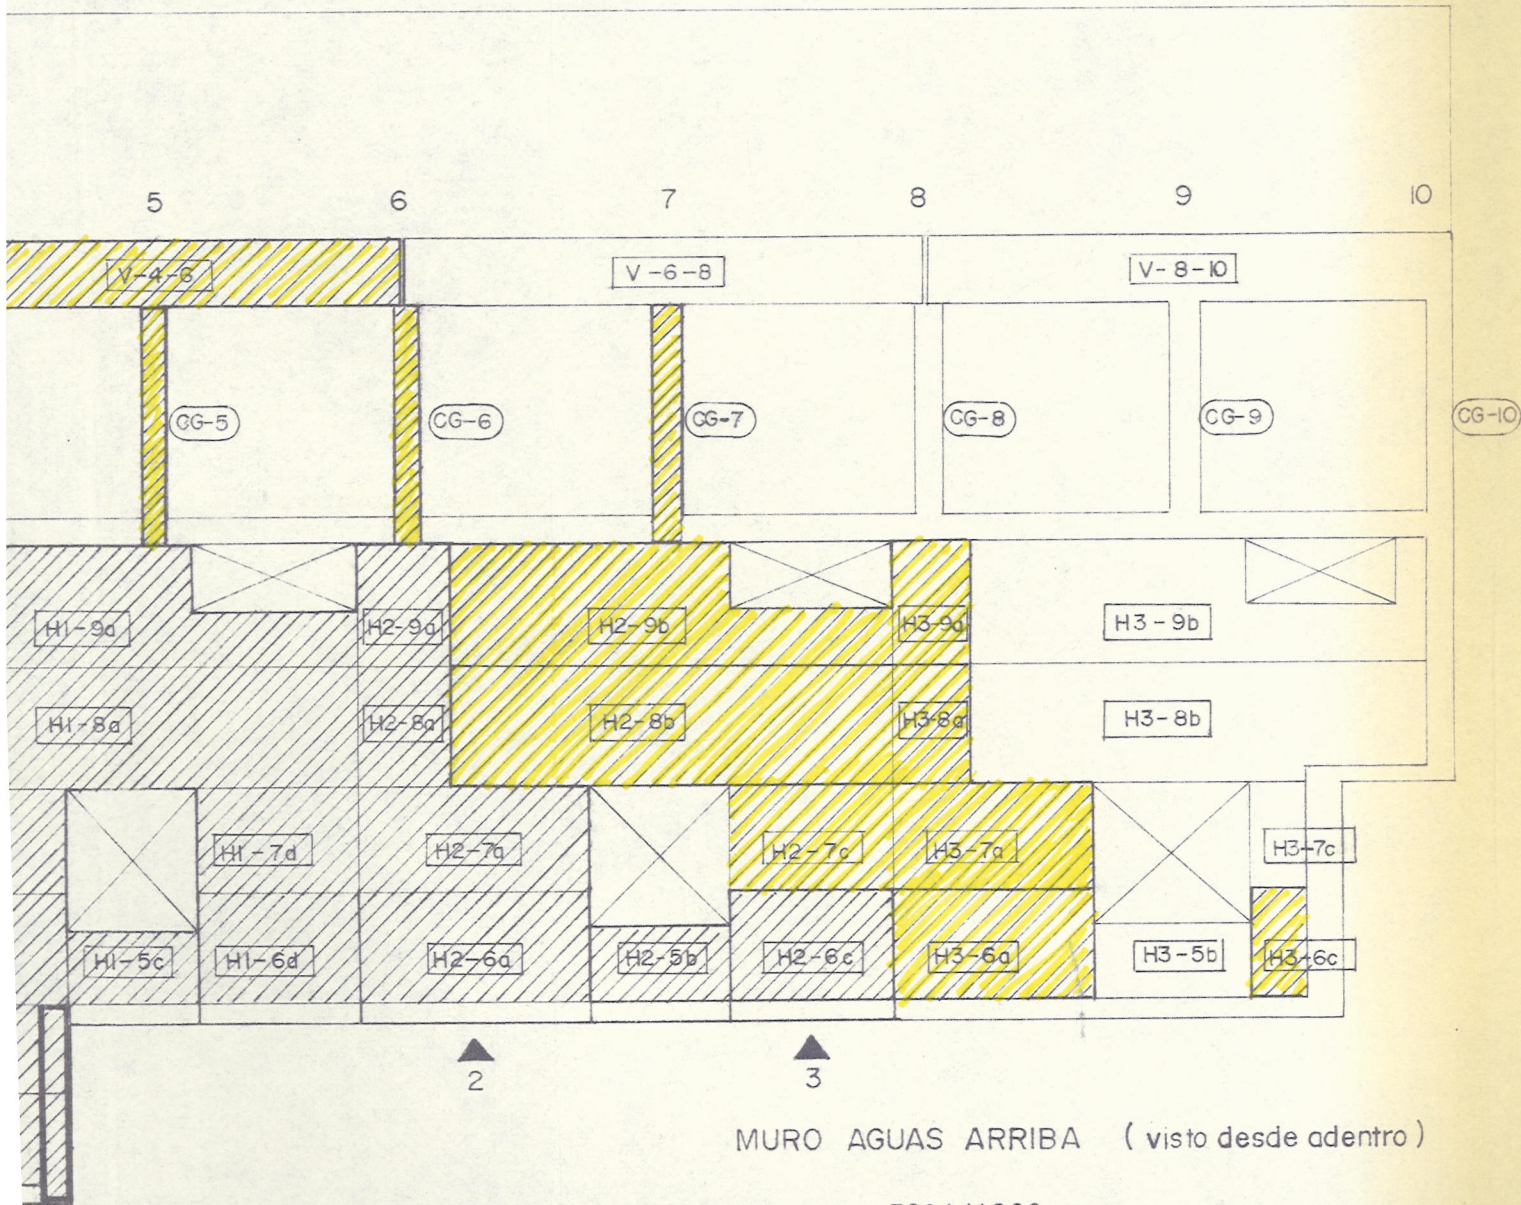 5 6 7 8 9 10
V-4-6 V-6-8 V-8-10
CG-5 CG-6 CG-7 CG-8 CG-9 CG-10
H1-9a H2-9a H2-9b H3-9a H3-9b
H1-8a H2-8a H2-8b H3-8a H3-8b
H1-7d H2-7a H2-7c H3-7a H3-7c
H1-5c H1-6d H2-6a H2-5b H2-6c H3-6a H3-5b H3-6c
2 3
MURO AGUAS ARRIBA (visto desde adentro)